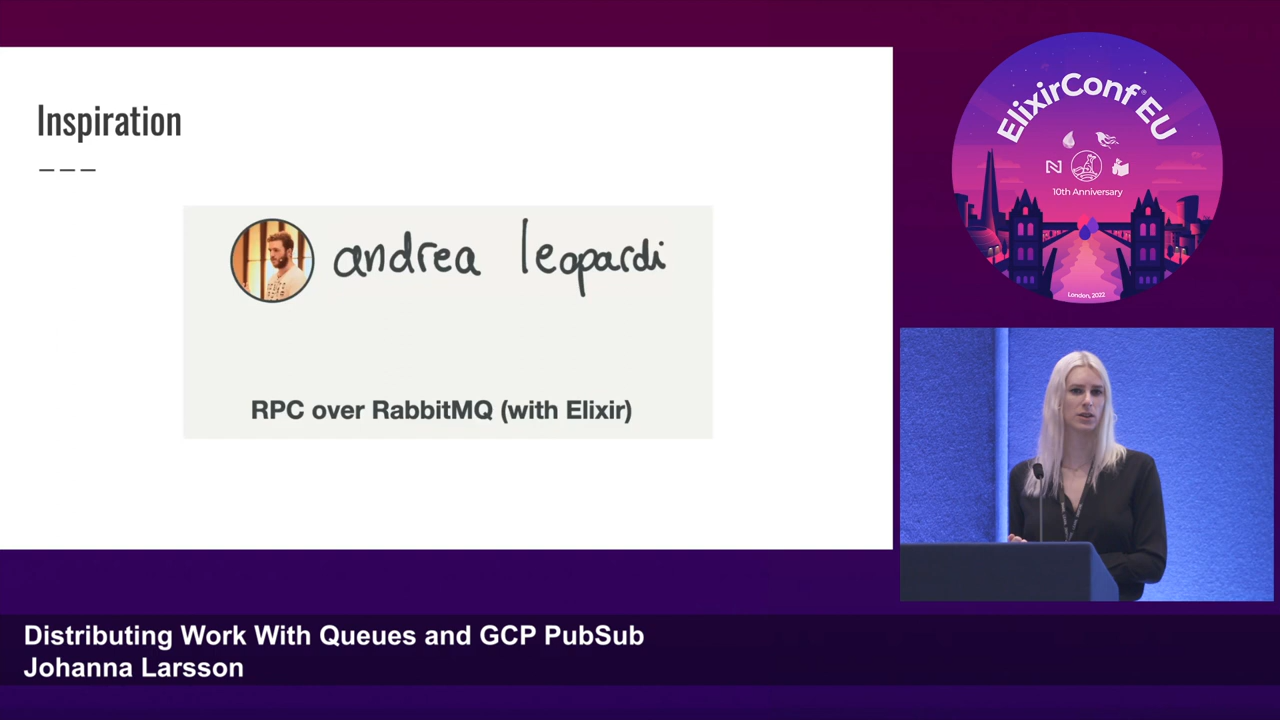 Inspiration
andrea leopardi
RPC over RabbitMQ (with Elixir)
ElixirConf® EU
10th Anniversary
London, 2022
Distributing Work With Queues and GCP PubSub
Johanna Larsson